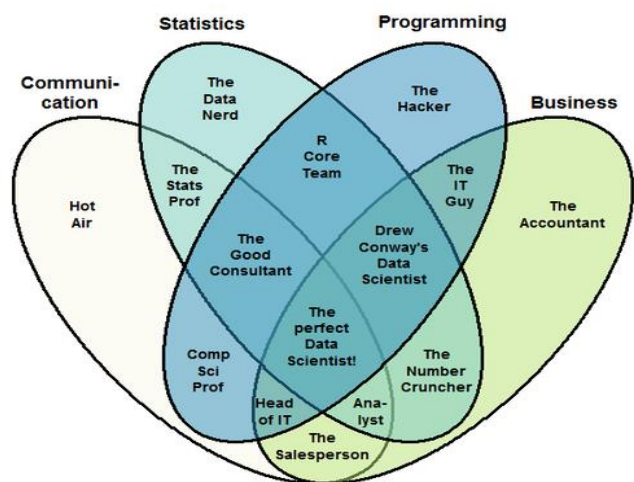 Statistics
Programming
Communi-
cation
Business
The
Data
Nerd
The
Hacker
R
Core
Team
The
Stats
Prof
The
IT
Guy
Hot
Air
The
Accountant
The
Good
Consultant
Drew
Conway's
Data
Scientist
The
perfect
Data
Scientist!
Comp
Sci
Prof
The
Number
Cruncher
Head
of IT
Ana-
lyst
The
Salesperson